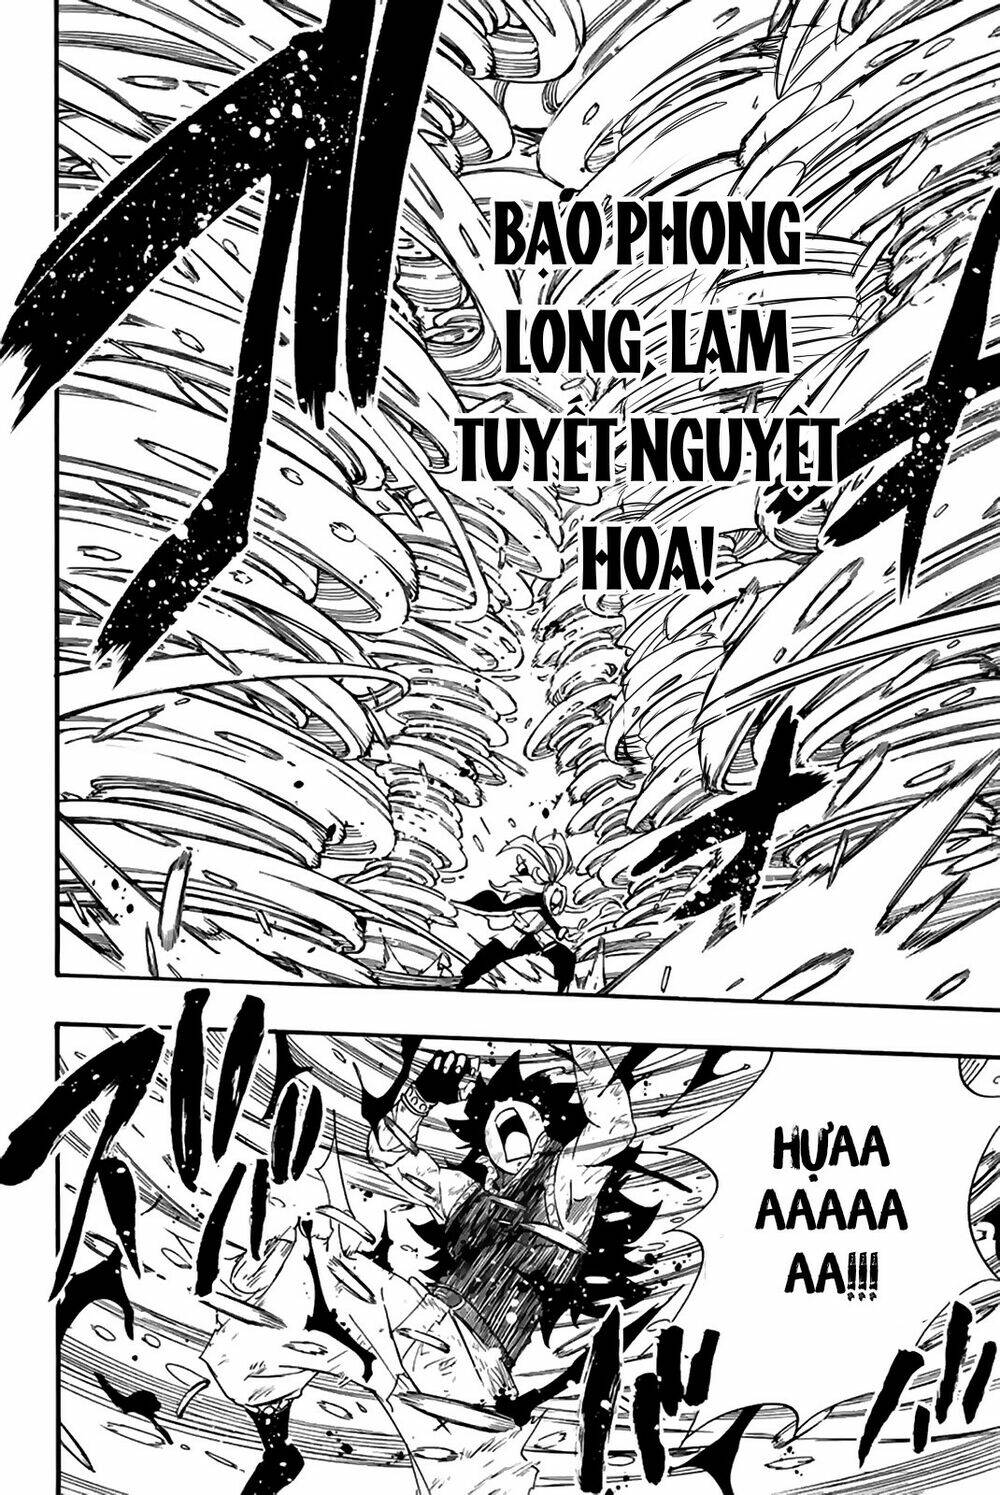 BẠO PHONG
LONG, LAM
TUYẾT NGUYỆT
HOA!
HỰAA
AAAAA
AA!!!